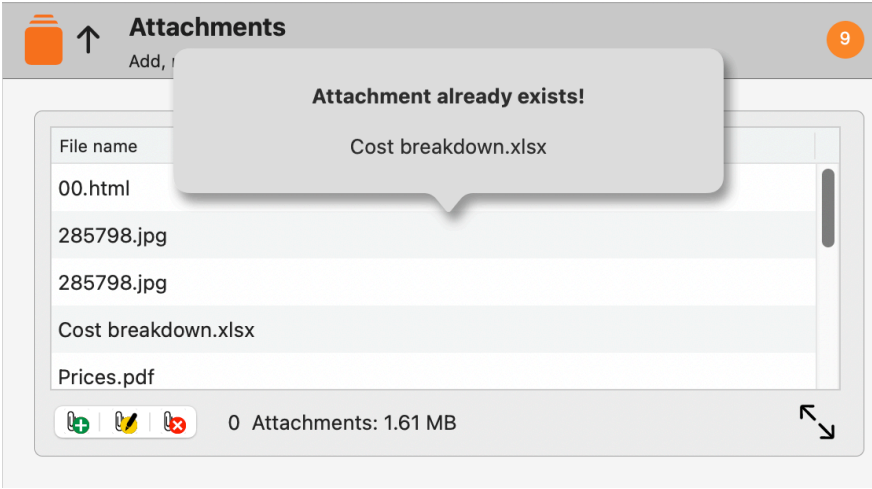 Attachments
9
Add,
Attachment already exists!
Cost breakdown.xlsx
File name
00.html
285798.jpg
285798.jpg
Cost breakdown.xlsx
Prices.pdf
0 Attachments: 1.61 MB